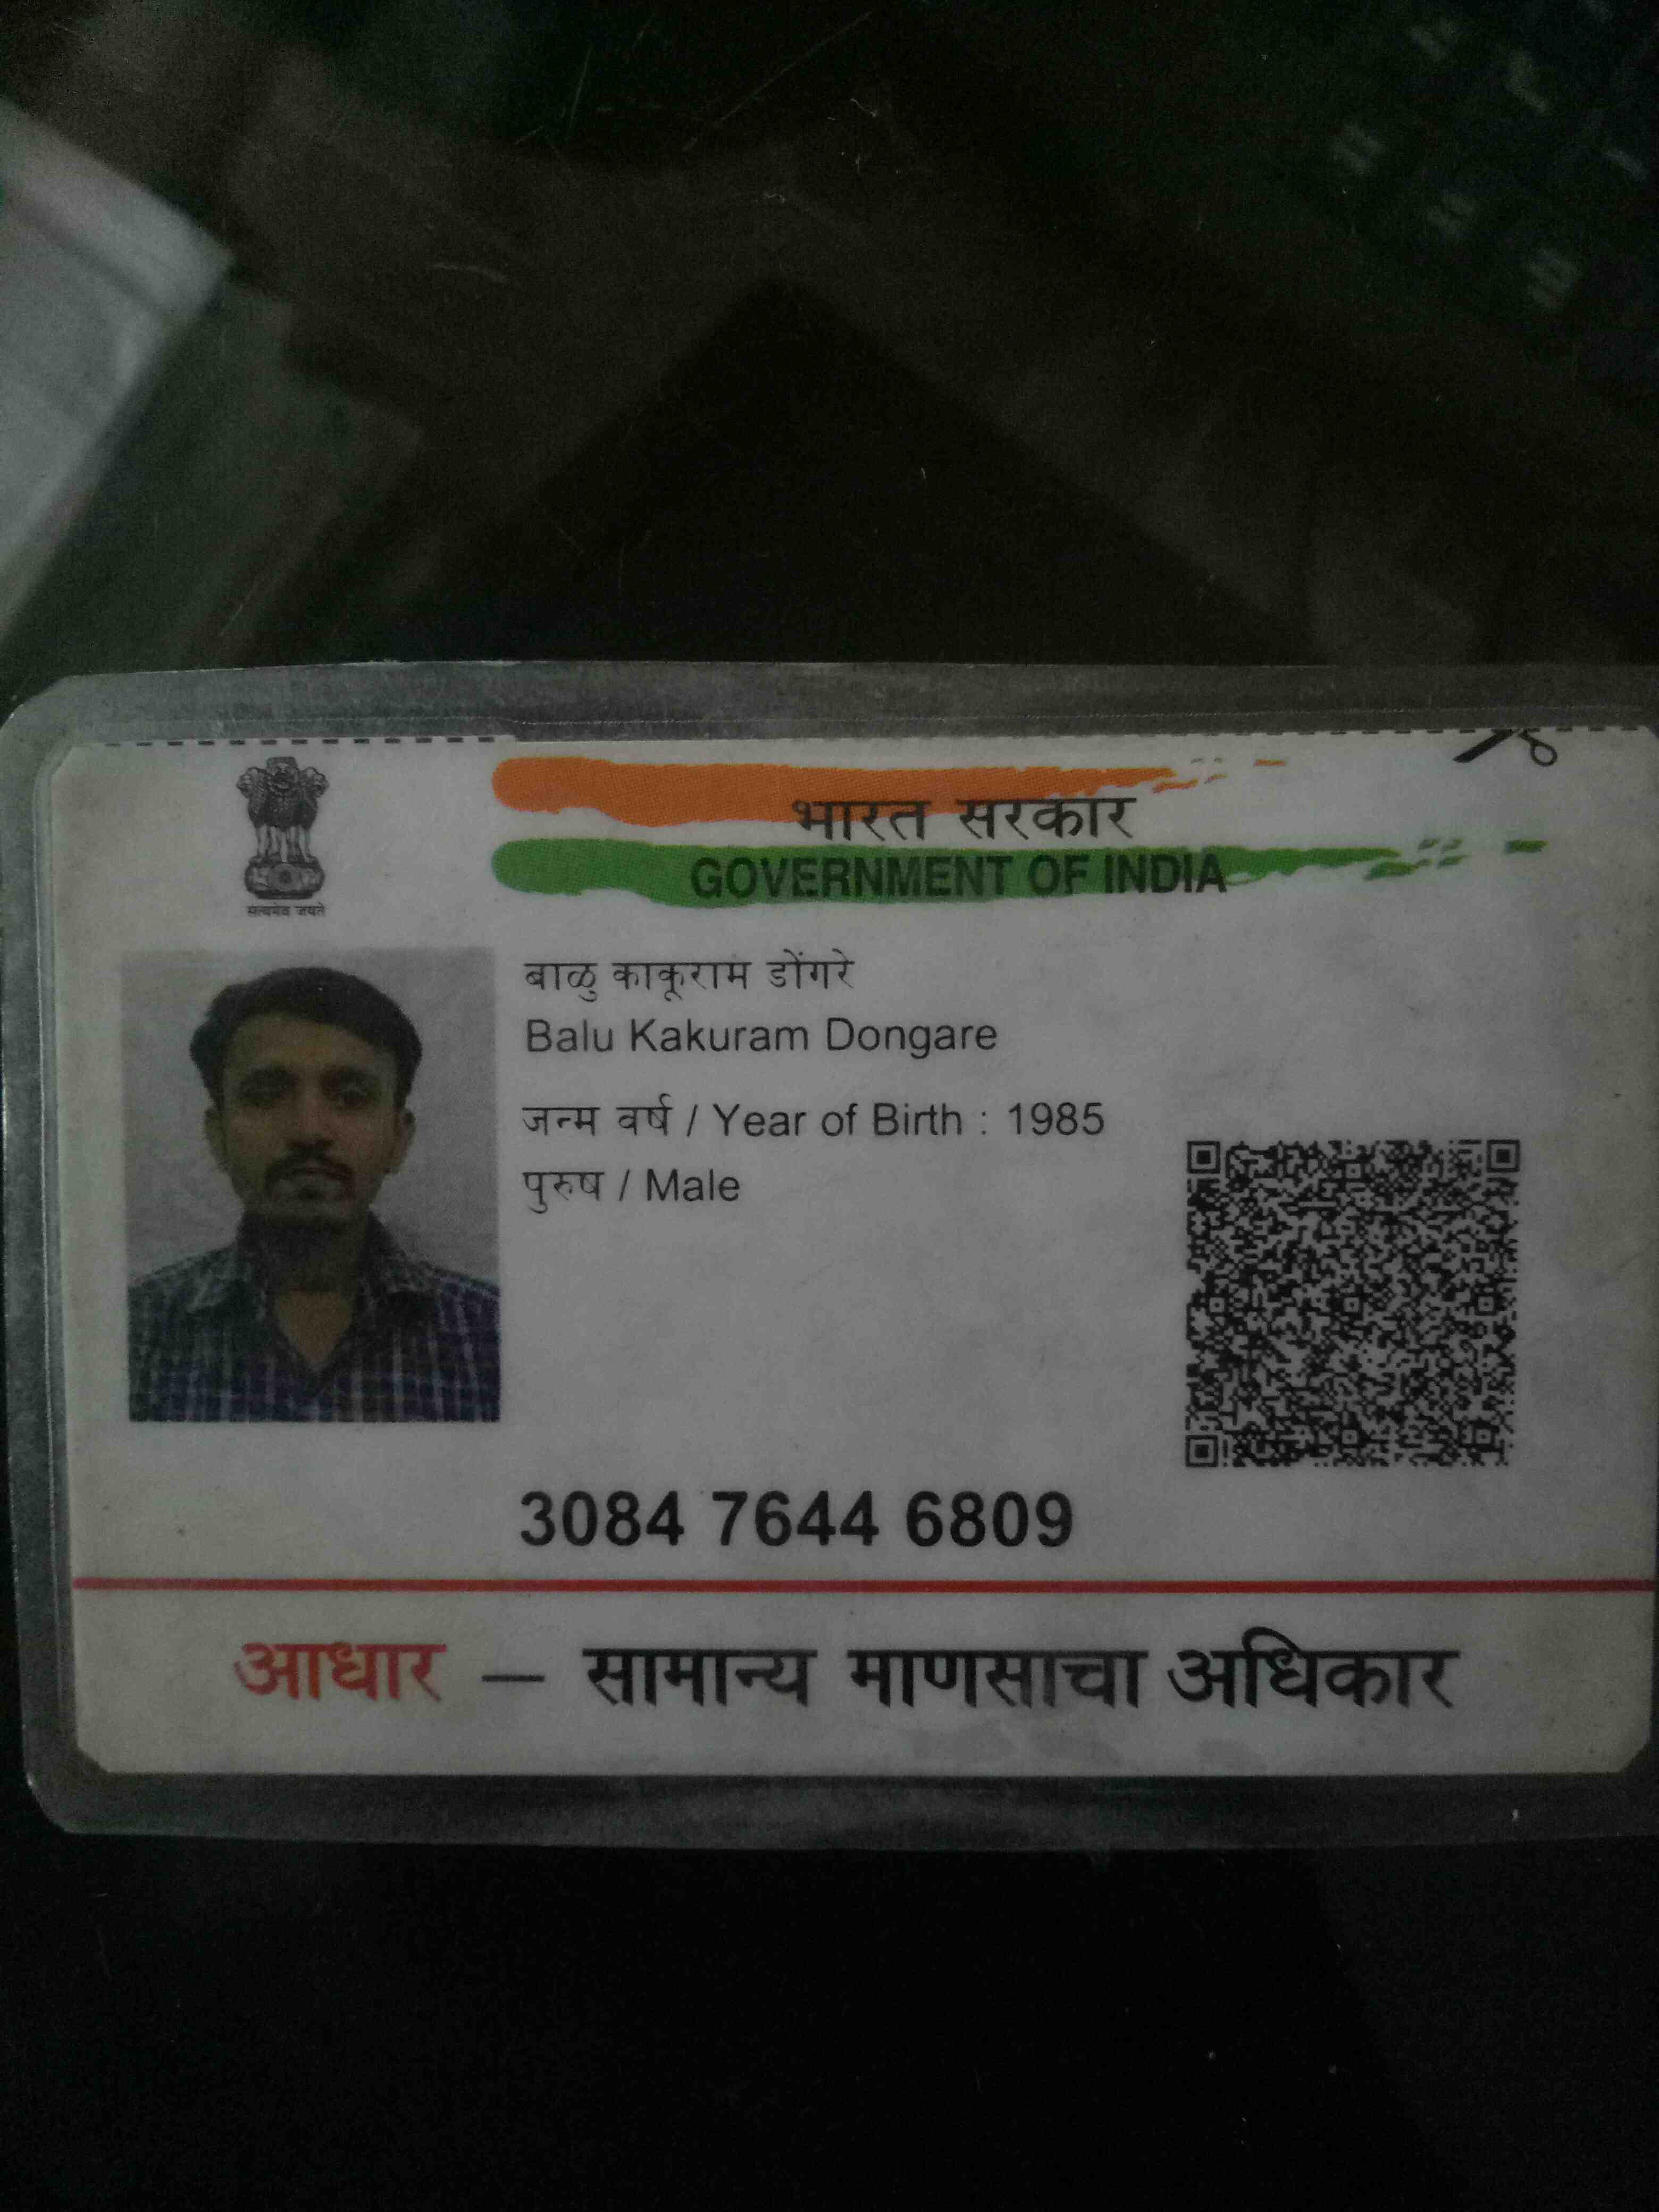 भारत सरकार
GOVERNMENT OF INDIA
सत्यमेव जयते
बाळु काकूराम डोंगरे
Balu Kakuram Dongare
जन्म वर्ष / Year of Birth : 1985
पुरुष / Male
3084 7644 6809
आधार — सामान्य माणसाचा अधिकार